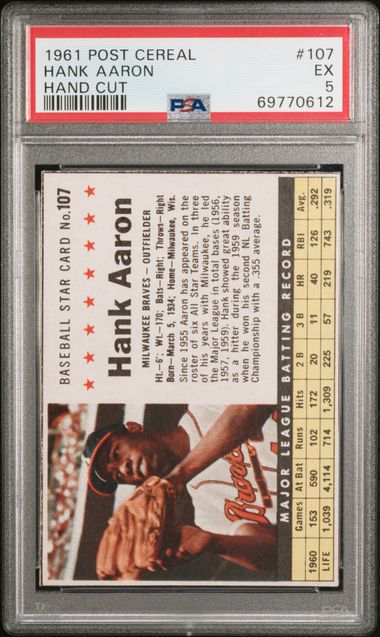 1961 POST CEREAL #107
HANK AARON EX
HAND CUT 5
PSA 69770612
BASEBALL STAR CARD No. 107
Hank Aaron
MILWAUKEE BRAVES – OUTFIELDER
Ht.–6'; Wt.–170; Bats–Right; Throws–Right
Born–March 5, 1934; Home–Milwaukee, Wis.
Since 1955 Aaron has appeared on the
roster of six All Star Teams. In three
of his years with Milwaukee, he led
the Major League in total bases (1956,
1957, 1959). Hank showed great ability
as a hitter during the 1959 season
when he won his second NL Batting
Championship with a .355 average.
Braves
MAJOR LEAGUE BATTING RECORD
Games At Bat Runs Hits 2 B 3 B HR RBI Avg.
1960 153 590 102 172 20 11 40 126 .292
LIFE 1,039 4,114 714 1,309 225 57 219 743 .319
PSA